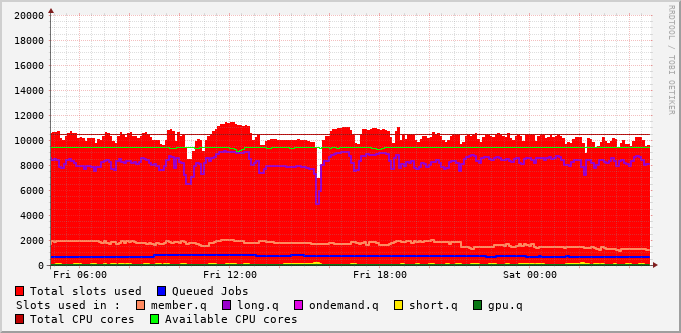 20000
18000
16000
14000
12000
10000
8000
6000
4000
2000
0
Fri 06:00 Fri 12:00 Fri 18:00 Sat 00:00
RRDTOOL / TOBI OETIKER
Total slots used Queued Jobs
Slots used in : member.q long.q ondemand.q short.q gpu.q
Total CPU cores Available CPU cores